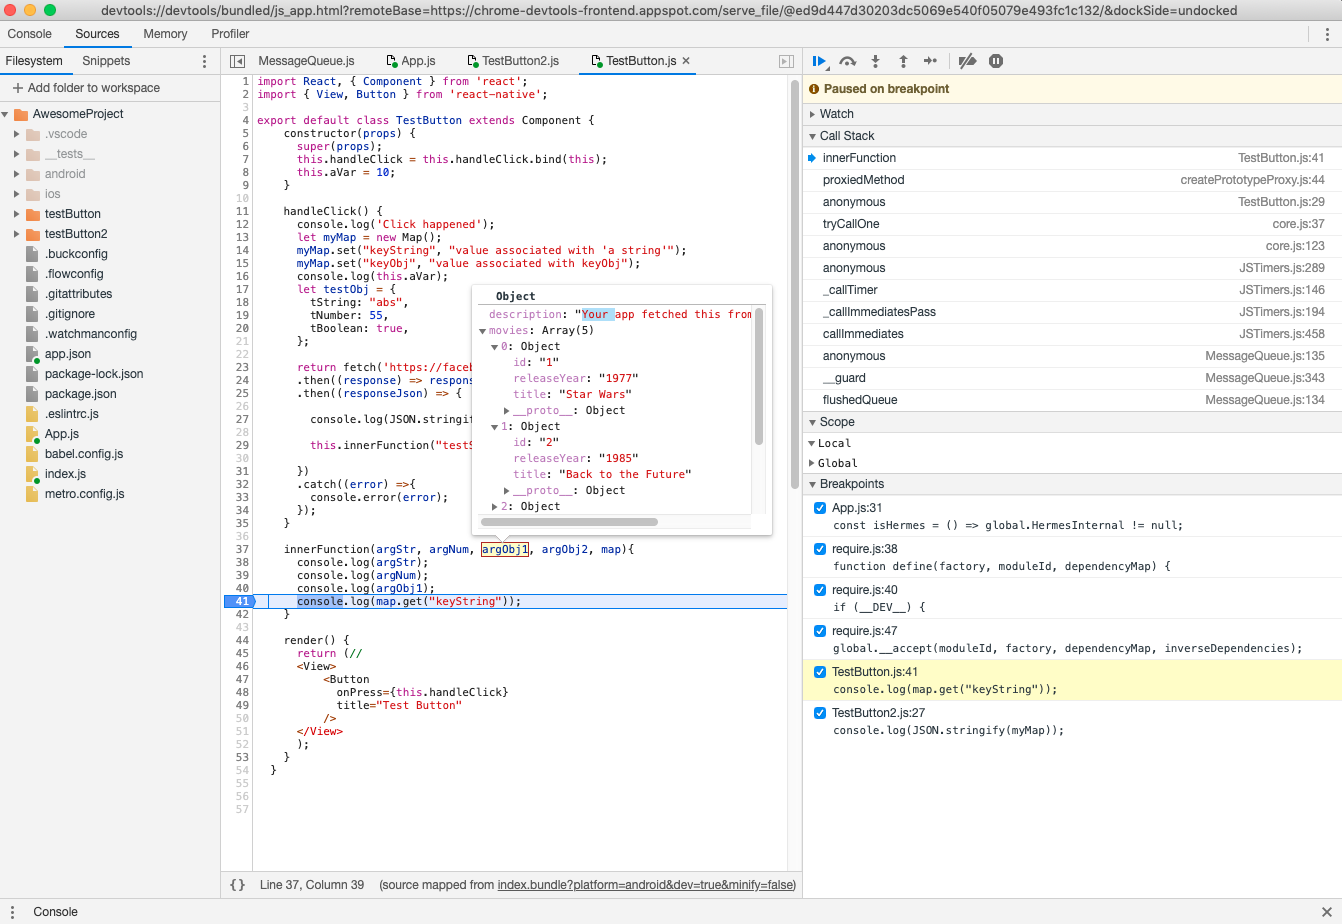 devtools://devtools/bundled/js_app.html?remoteBase=https://chrome-devtools-frontend.appspot.com/serve_file/@ed9d447d30203dc5069e540f05079e493fc1c132/&dockSide=undocked
Console Sources Memory Profiler
Filesystem Snippets
Add folder to workspace
AwesomeProject
.vscode
__tests__
android
ios
testButton
testButton2
.buckconfig
.flowconfig
.gitattributes
.gitignore
.watchmanconfig
app.json
package-lock.json
package.json
.eslintrc.js
App.js
babel.config.js
index.js
metro.config.js
MessageQueue.js App.js TestButton2.js TestButton.js ×
1 import React, { Component } from 'react';
2 import { View, Button } from 'react-native';
3
4 export default class TestButton extends Component {
5 constructor(props) {
6 super(props);
7 this.handleClick = this.handleClick.bind(this);
8 this.aVar = 10;
9 }
10
11 handleClick() {
12 console.log('Click happened');
13 let myMap = new Map();
14 myMap.set("keyString", "value associated with 'a string'");
15 myMap.set("keyObj", "value associated with keyObj");
16 console.log(this.aVar);
17 let testObj = {
18 tString: "abs",
19 tNumber: 55,
20 tBoolean: true,
21 };
22
23 return fetch('https://faceb
24 .then((response) => respons
25 .then((responseJson) => {
26
27 console.log(JSON.stringif
28
29 this.innerFunction("testS
30
31 })
32 .catch((error) =>{
33 console.error(error);
34 });
35 }
36
37 innerFunction(argStr, argNum, argObj1, argObj2, map){
38 console.log(argStr);
39 console.log(argNum);
40 console.log(argObj1);
41 console.log(map.get("keyString"));
42 }
43
44 render() {
45 return (//
46 <View>
47 <Button
48 onPress={this.handleClick}
49 title="Test Button"
50 />
51 </View>
52 );
53 }
54 }
55
56
57
Object
description: "Your app fetched this from
movies: Array(5)
0: Object
id: "1"
releaseYear: "1977"
title: "Star Wars"
__proto__: Object
1: Object
id: "2"
releaseYear: "1985"
title: "Back to the Future"
__proto__: Object
2: Object
{} Line 37, Column 39 (source mapped from index.bundle?platform=android&dev=true&minify=false)
Paused on breakpoint
Watch
Call Stack
innerFunction TestButton.js:41
proxiedMethod createPrototypeProxy.js:44
anonymous TestButton.js:29
tryCallOne core.js:37
anonymous core.js:123
anonymous JSTimers.js:289
_callTimer JSTimers.js:146
_callImmediatesPass JSTimers.js:194
callImmediates JSTimers.js:458
anonymous MessageQueue.js:135
__guard MessageQueue.js:343
flushedQueue MessageQueue.js:134
Scope
Local
Global
Breakpoints
App.js:31
const isHermes = () => global.HermesInternal != null;
require.js:38
function define(factory, moduleId, dependencyMap) {
require.js:40
if (__DEV__) {
require.js:47
global.__accept(moduleId, factory, dependencyMap, inverseDependencies);
TestButton.js:41
console.log(map.get("keyString"));
TestButton2.js:27
console.log(JSON.stringify(myMap));
Console